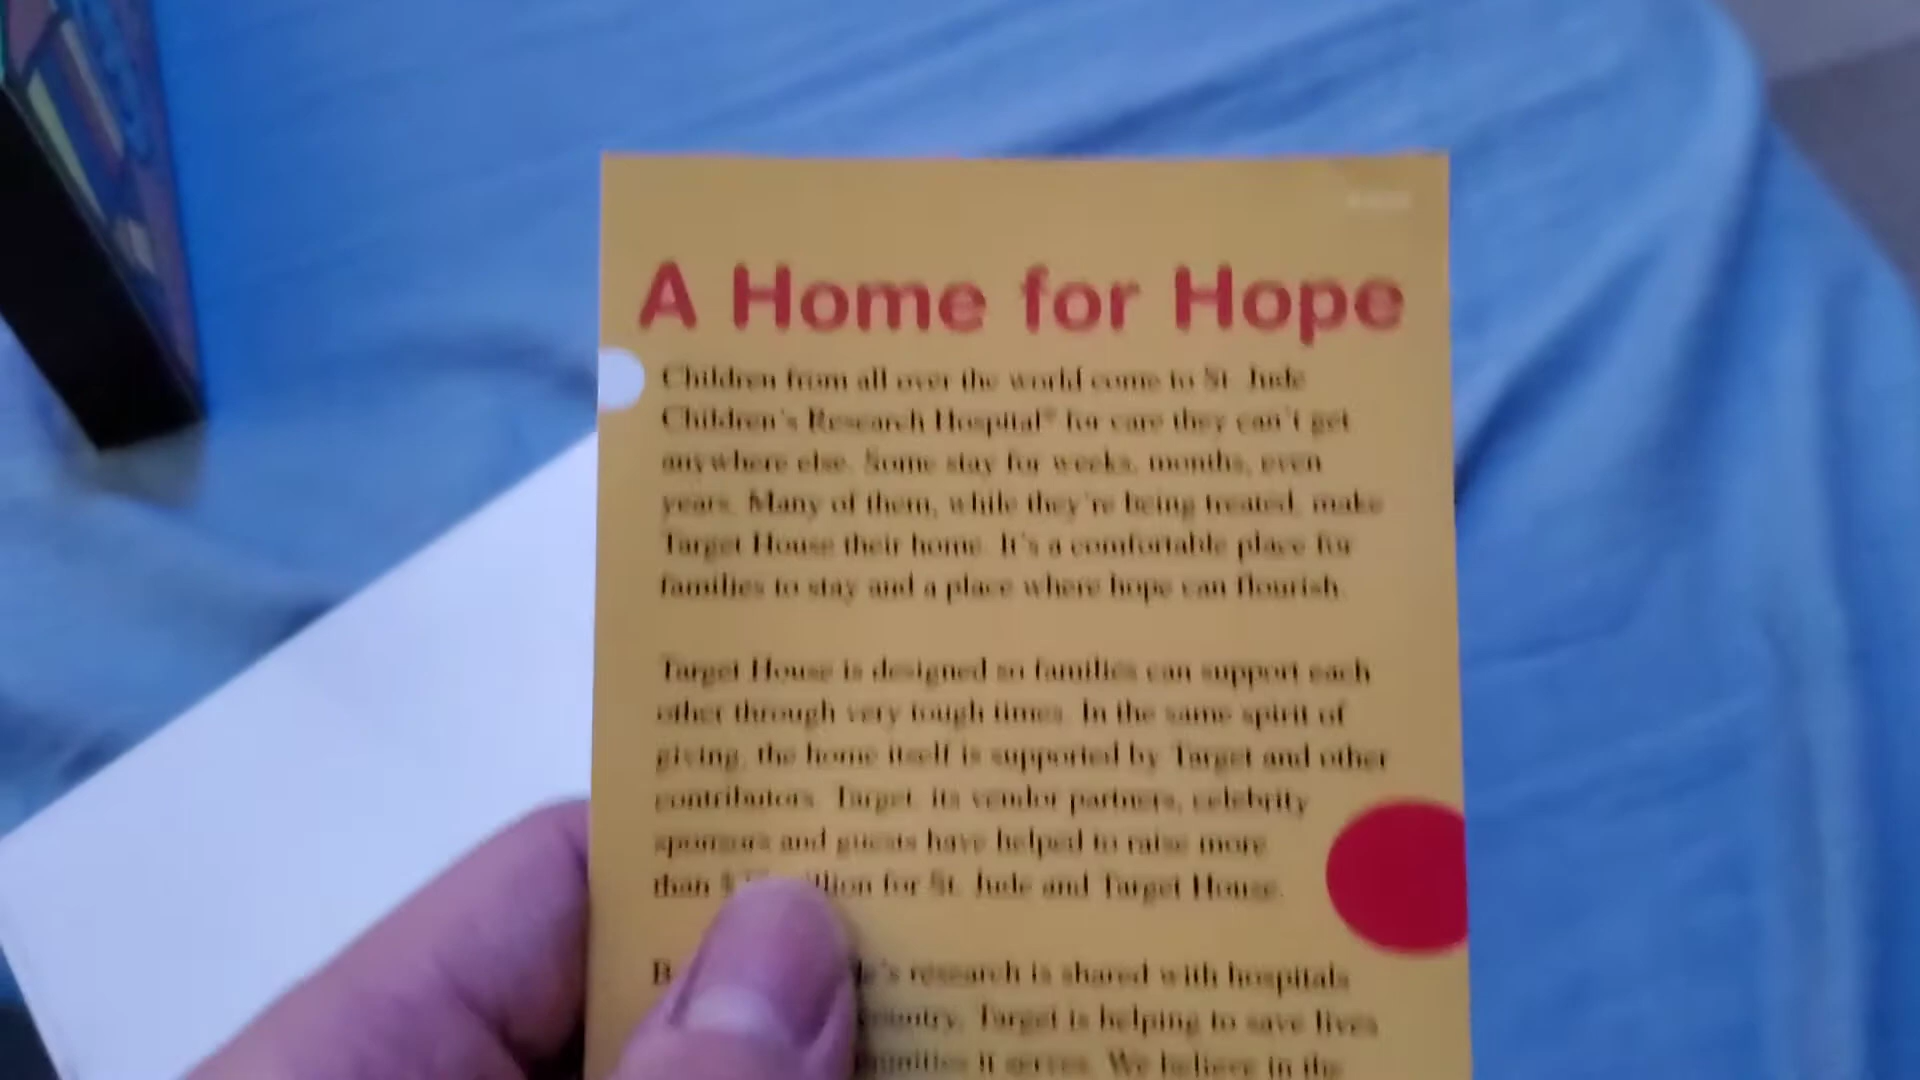 A Home for Hope
Children from all over the world come to St. Jude
Children's Research Hospital® for care they can't get
anywhere else. Some stay for weeks, months, even
years. Many of them, while they're being treated, make
Target House their home. It's a comfortable place for
families to stay and a place where hope can flourish.
Target House is designed so families can support each
other through very tough times. In the same spirit of
giving, the home itself is supported by Target and other
contributors. Target, its vendor partners, celebrity
sponsors and guests have helped to raise more
than for St. Jude and Target House.
research is shared with hospitals
country, Target is helping to save lives
it serves. We believe in the